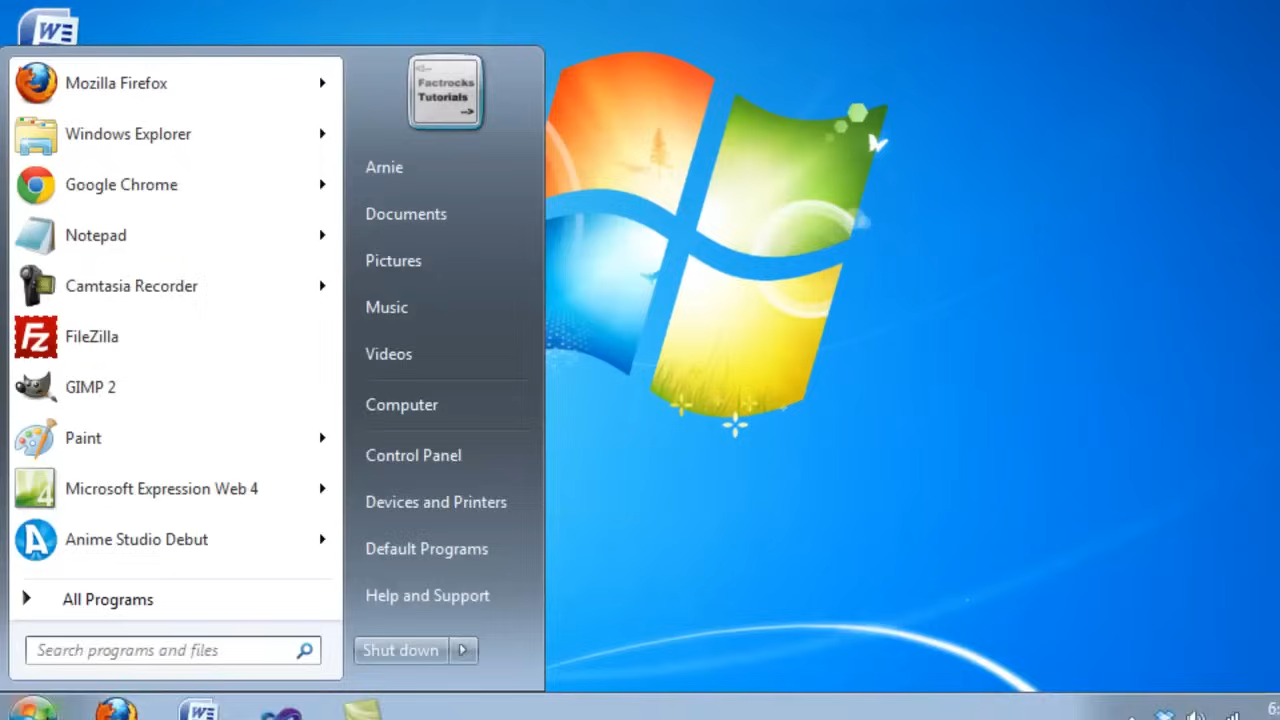 W
Mozilla Firefox
Windows Explorer
Google Chrome
Notepad
Camtasia Recorder
Fz
FileZilla
GIMP 2
Paint
4
Microsoft Expression Web 4
A
Anime Studio Debut
All Programs
Search programs and files
<!--
Factrocks
Tutorials
-->
Arnie
Documents
Pictures
Music
Videos
Computer
Control Panel
Devices and Printers
Default Programs
Help and Support
Shut down
W